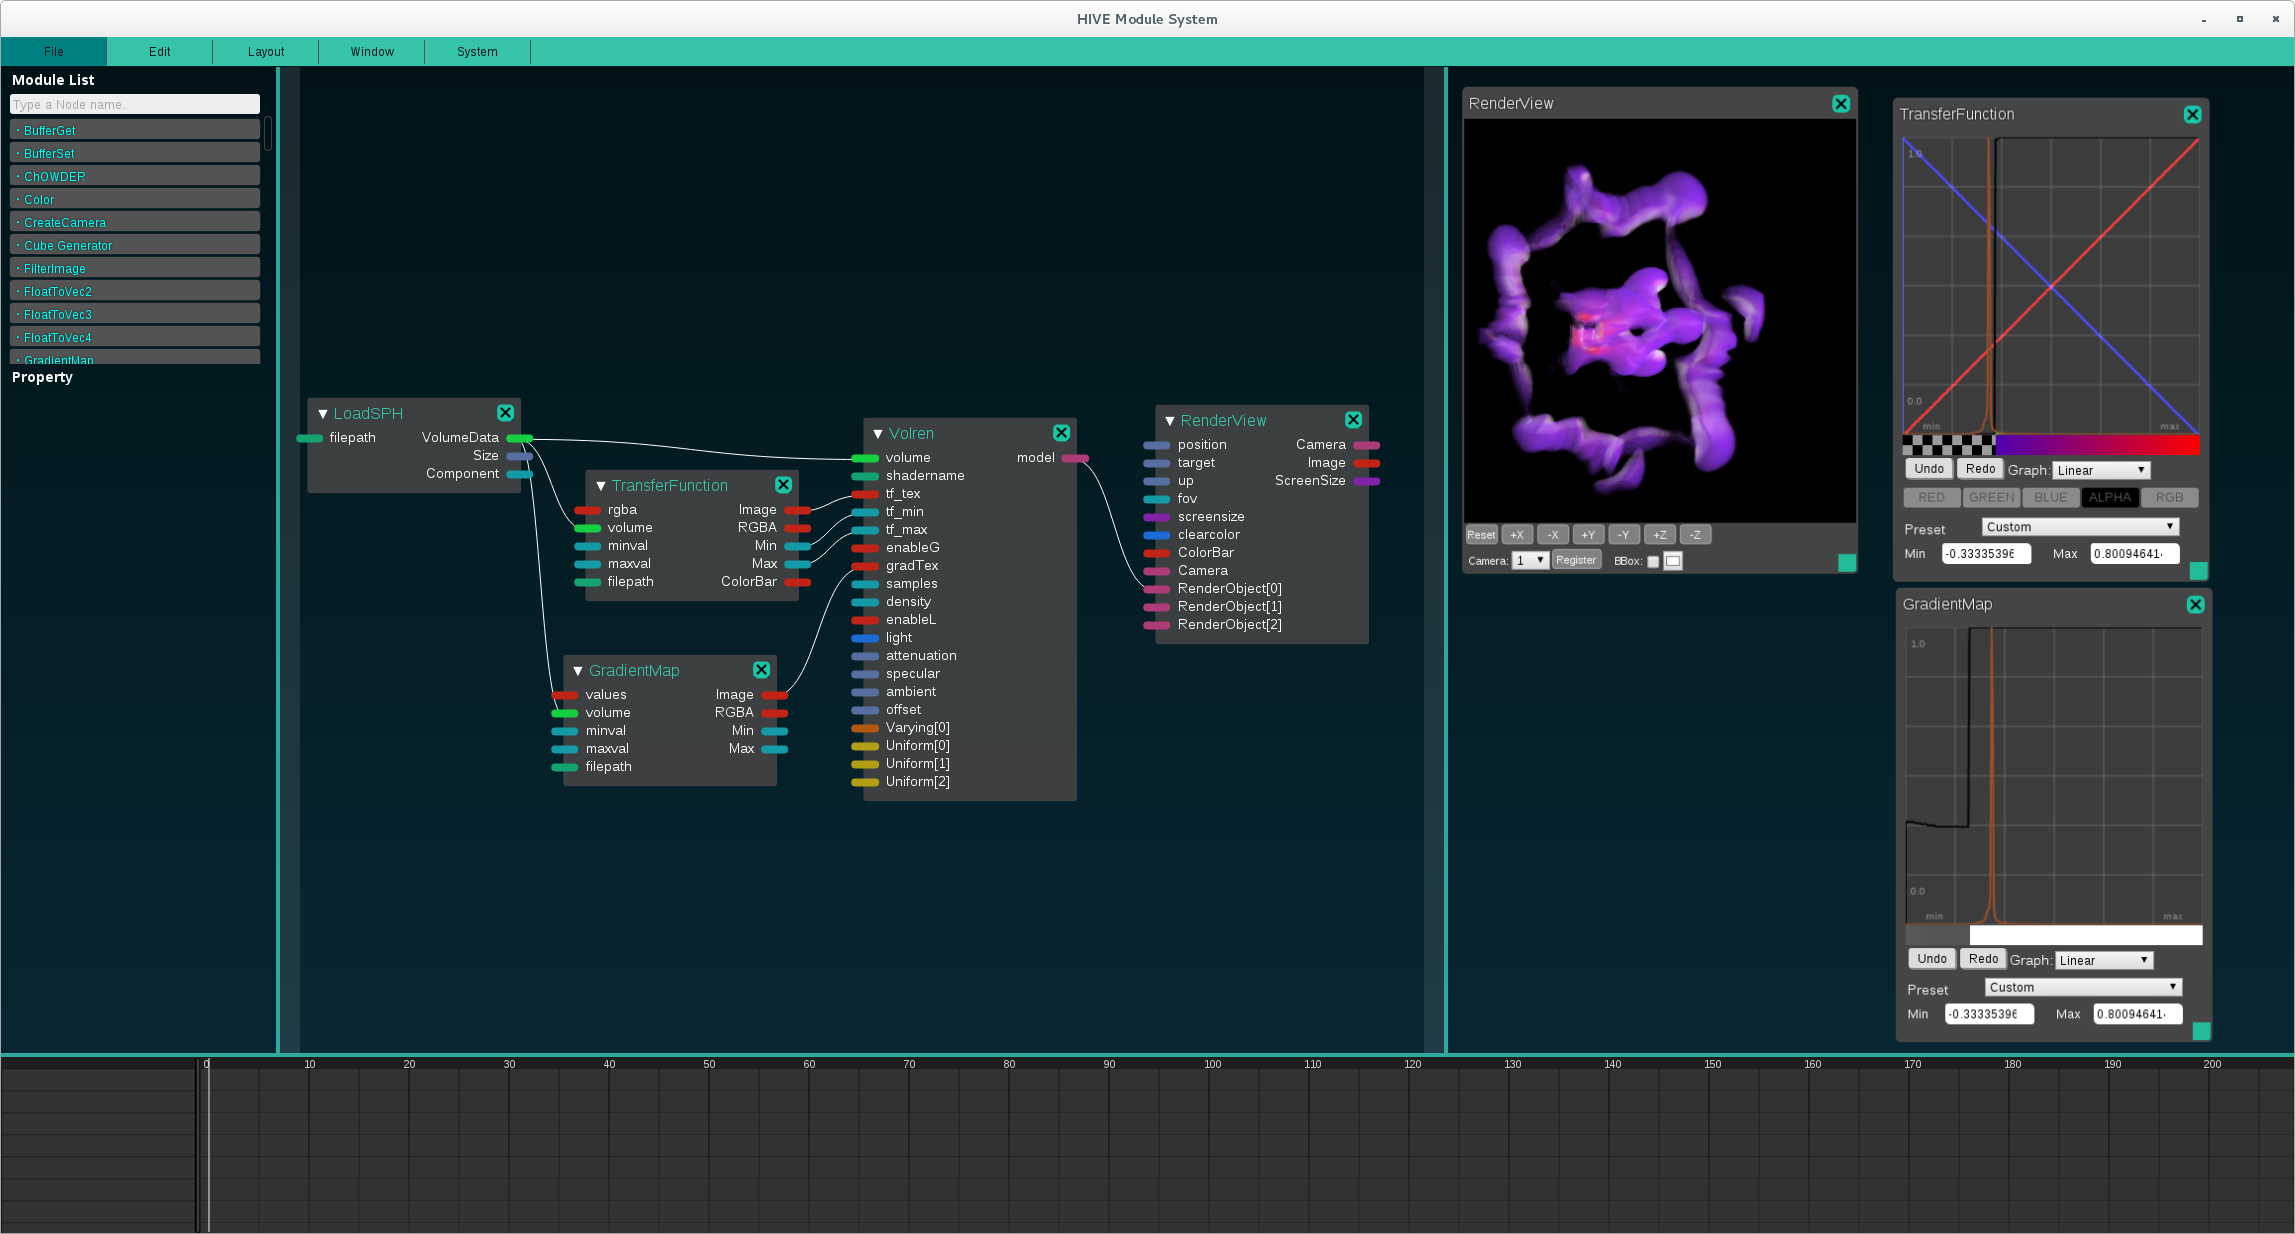 HIVE Module System
File Edit Layout Window System
Module List
Type a Node name.
· BufferGet
· BufferSet
· ChOWDER
· Color
· CreateCamera
· Cube Generator
· FilterImage
· FloatToVec2
· FloatToVec3
· FloatToVec4
· GradientMap
Property
▼ LoadSPH
filepath VolumeData
Size
Component
▼ TransferFunction
rgba Image
volume RGBA
minval Min
maxval Max
filepath ColorBar
▼ GradientMap
values Image
volume RGBA
minval Min
maxval Max
filepath
▼ Volren
volume model
shadername
tf_tex
tf_min
tf_max
enableG
gradTex
samples
density
enableL
light
attenuation
specular
ambient
offset
Varying[0]
Uniform[0]
Uniform[1]
Uniform[2]
▼ RenderView
position Camera
target Image
up ScreenSize
fov
screensize
clearcolor
ColorBar
Camera
RenderObject[0]
RenderObject[1]
RenderObject[2]
RenderView
Reset +X -X +Y -Y +Z -Z
Camera: 1 Register BBox:
TransferFunction
1.0
0.0
min max
Undo Redo Graph: Linear
RED GREEN BLUE ALPHA RGB
Preset Custom
Min -0.3333539 Max 0.80094641
GradientMap
1.0
0.0
min max
Undo Redo Graph: Linear
Preset Custom
Min -0.3333539 Max 0.80094641
0 10 20 30 40 50 60 70 80 90 100 110 120 130 140 150 160 170 180 190 200